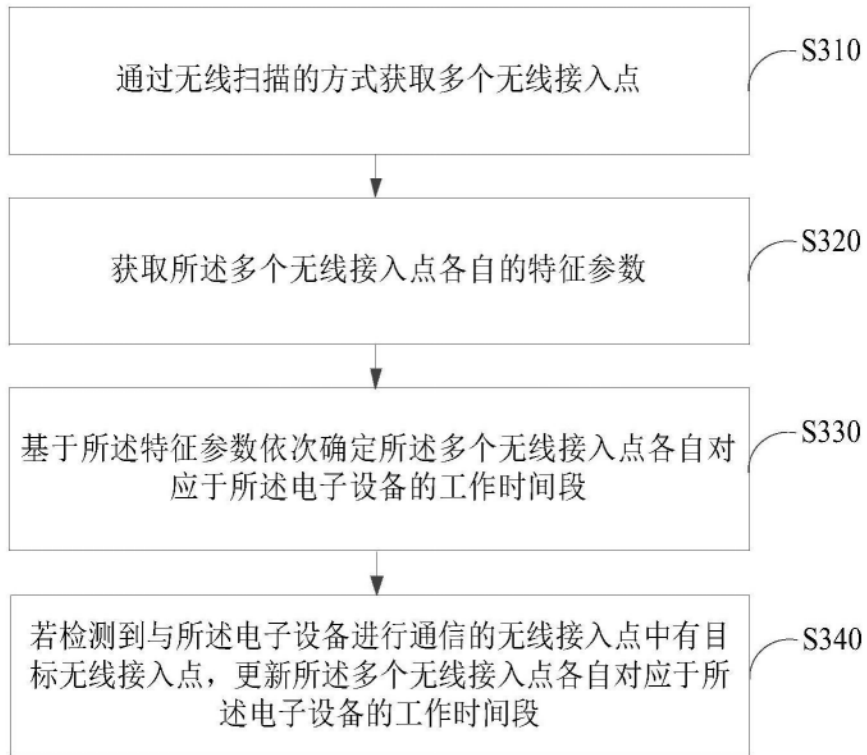 通过无线扫描的方式获取多个无线接入点
S310
获取所述多个无线接入点各自的特征参数
S320
基于所述特征参数依次确定所述多个无线接入点各自对
应于所述电子设备的工作时间段
S330
若检测到与所述电子设备进行通信的无线接入点中有目
标无线接入点，更新所述多个无线接入点各自对应于所
述电子设备的工作时间段
S340